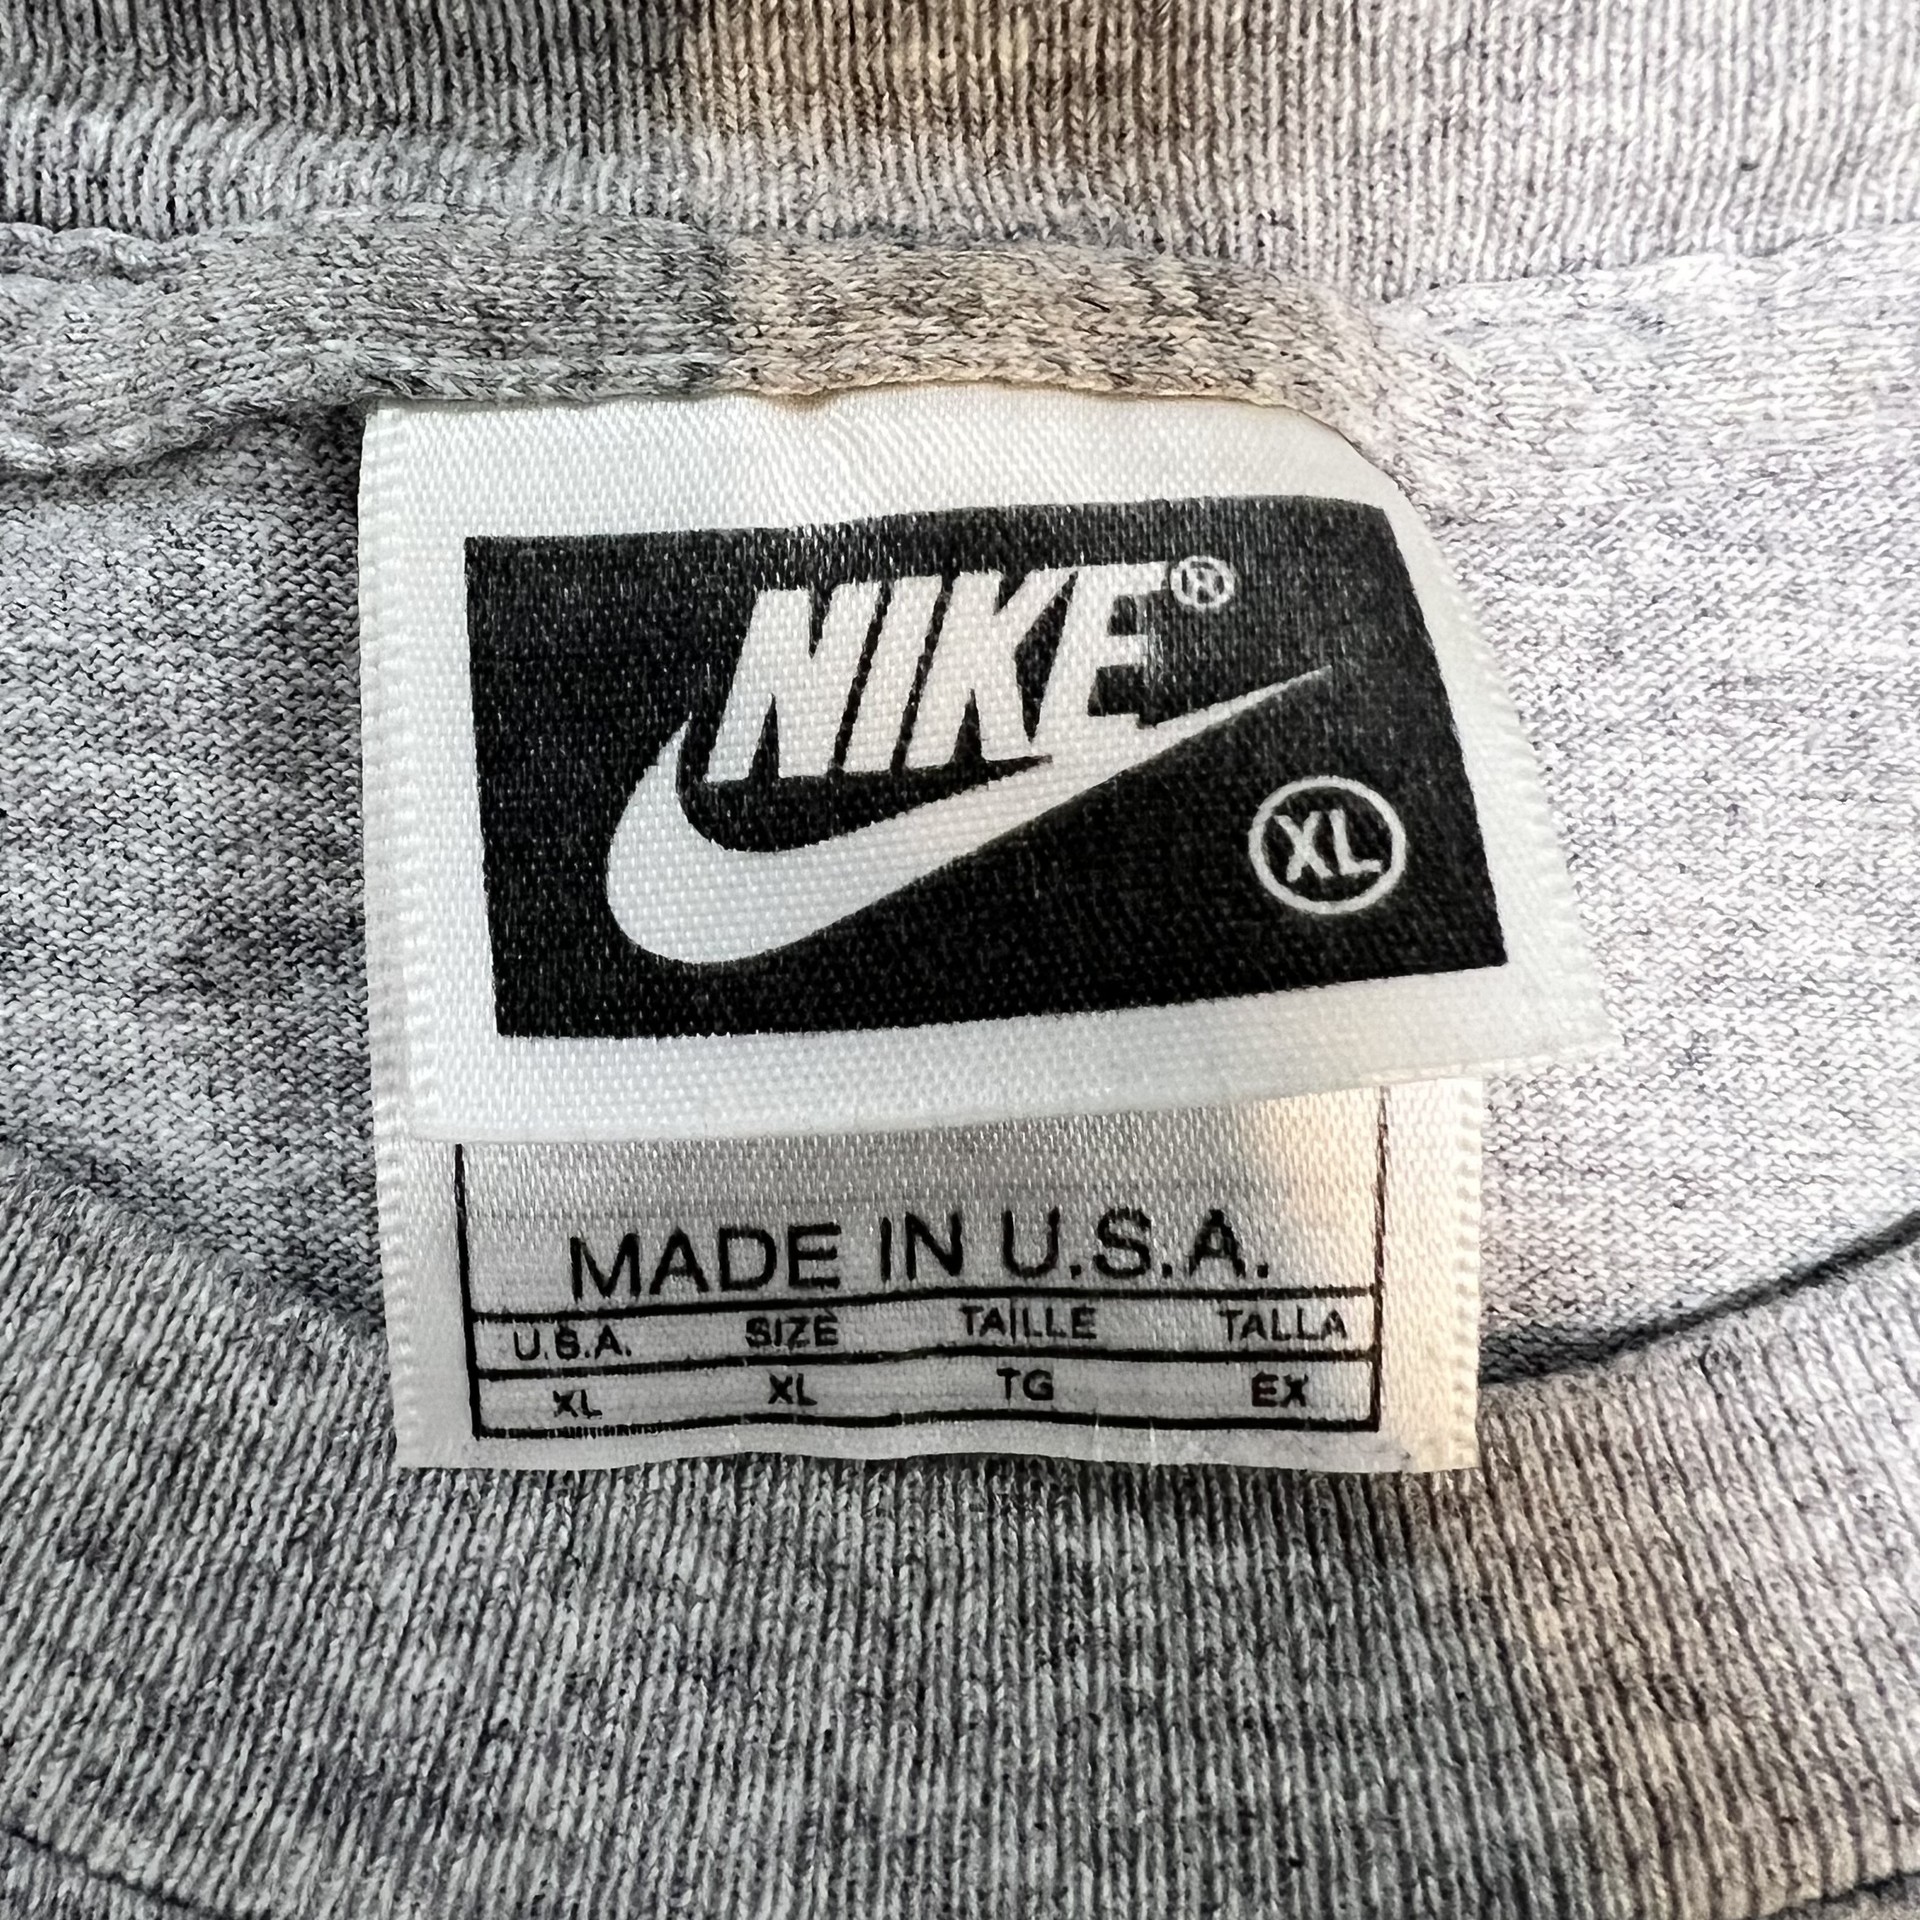 NIKE®
XL
MADE IN U.S.A.
U.S.A. SIZE TAILLE TALLA
XL XL TG EX